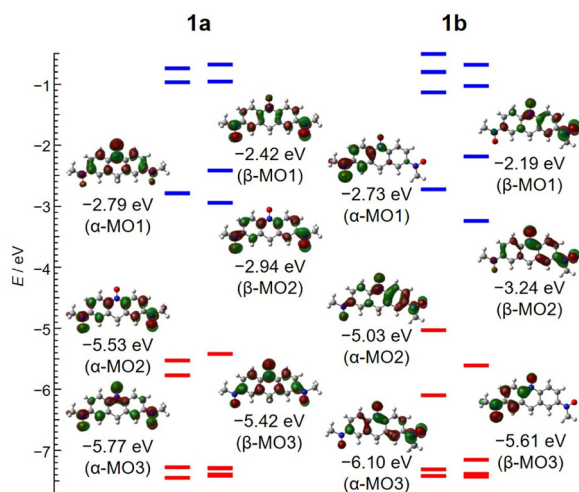 1a
1b
E / eV
−1
−2
−3
−4
−5
−6
−7
−2.79 eV
(α-MO1)
−5.53 eV
(α-MO2)
−5.77 eV
(α-MO3)
−2.42 eV
(β-MO1)
−2.94 eV
(β-MO2)
−5.42 eV
(β-MO3)
−2.73 eV
(α-MO1)
−5.03 eV
(α-MO2)
−6.10 eV
(α-MO3)
−2.19 eV
(β-MO1)
−3.24 eV
(β-MO2)
−5.61 eV
(β-MO3)